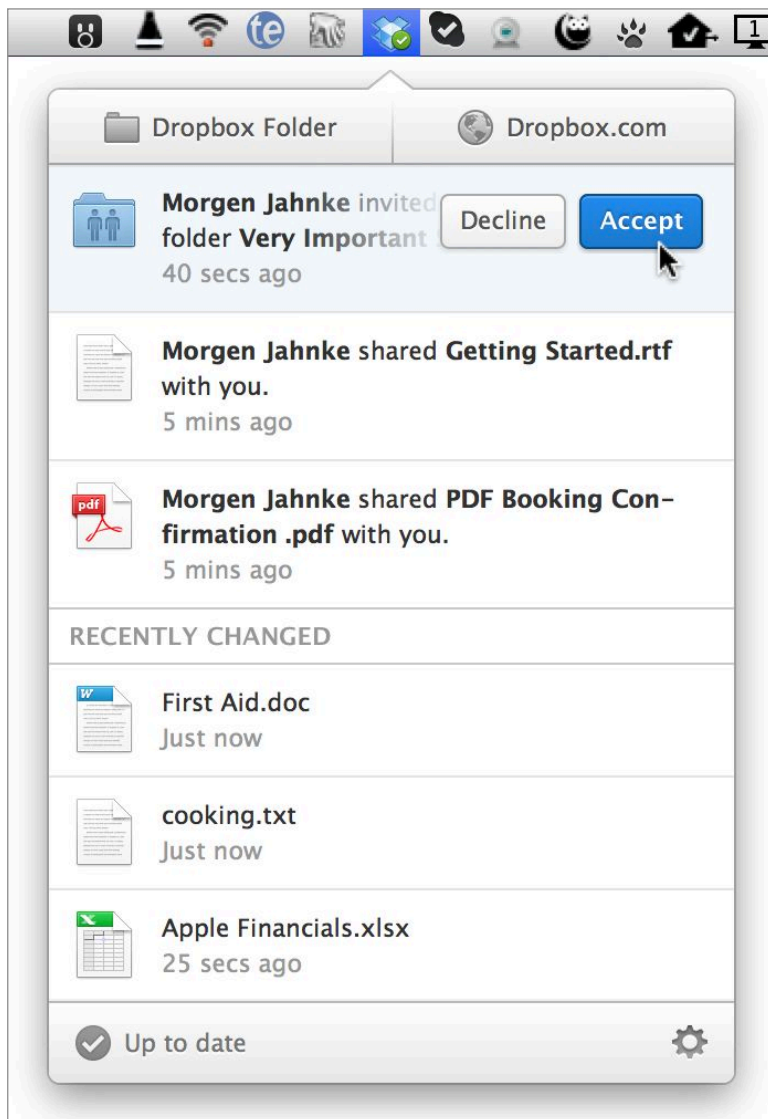 te
1
Dropbox Folder
Dropbox.com
Morgen Jahnke invited
folder Very Important
Decline
Accept
40 secs ago
Morgen Jahnke shared Getting Started.rtf
with you.
5 mins ago
pdf
Morgen Jahnke shared PDF Booking Con-
firmation .pdf with you.
5 mins ago
RECENTLY CHANGED
W
First Aid.doc
Just now
cooking.txt
Just now
X
Apple Financials.xlsx
25 secs ago
Up to date